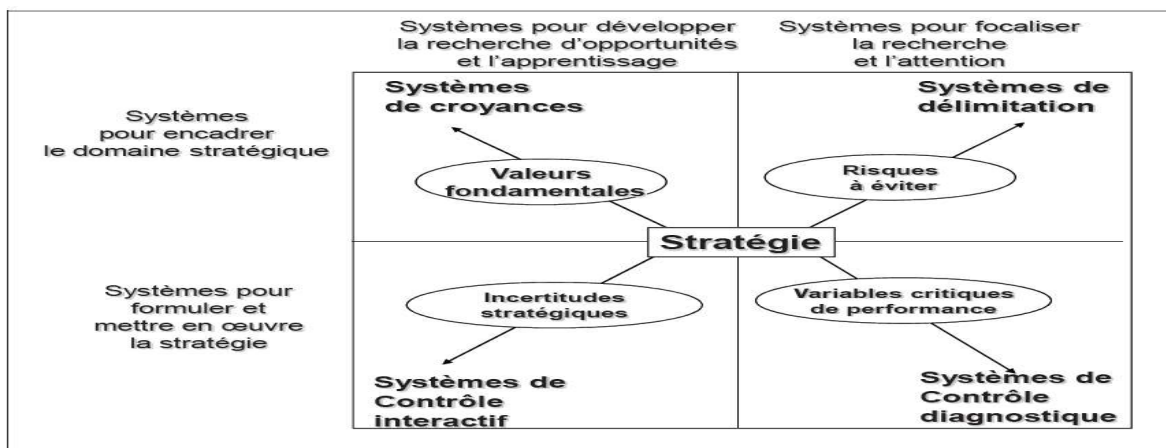 Systèmes pour développer
la recherche d'opportunités
et l'apprentissage
Systèmes pour focaliser
la recherche
et l'attention
Systèmes
pour encadrer
le domaine stratégique
Systèmes
de croyances
Systèmes de
délimitation
Valeurs
fondamentales
Risques
à éviter
Stratégie
Systèmes pour
formuler et
mettre en œuvre
la stratégie
Incertitudes
stratégiques
Variables critiques
de performance
Systèmes de
Contrôle
interactif
Systèmes de
Contrôle
diagnostique